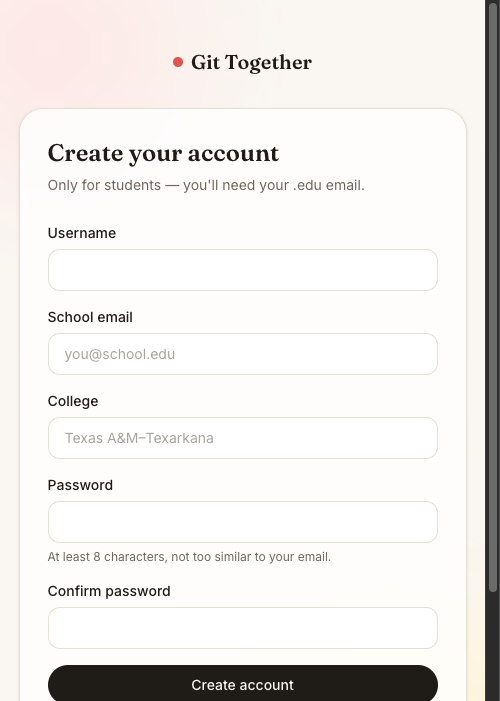 Git Together
Create your account
Only for students — you'll need your .edu email.
Username
School email
you@school.edu
College
Texas A&M–Texarkana
Password
At least 8 characters, not too similar to your email.
Confirm password
Create account